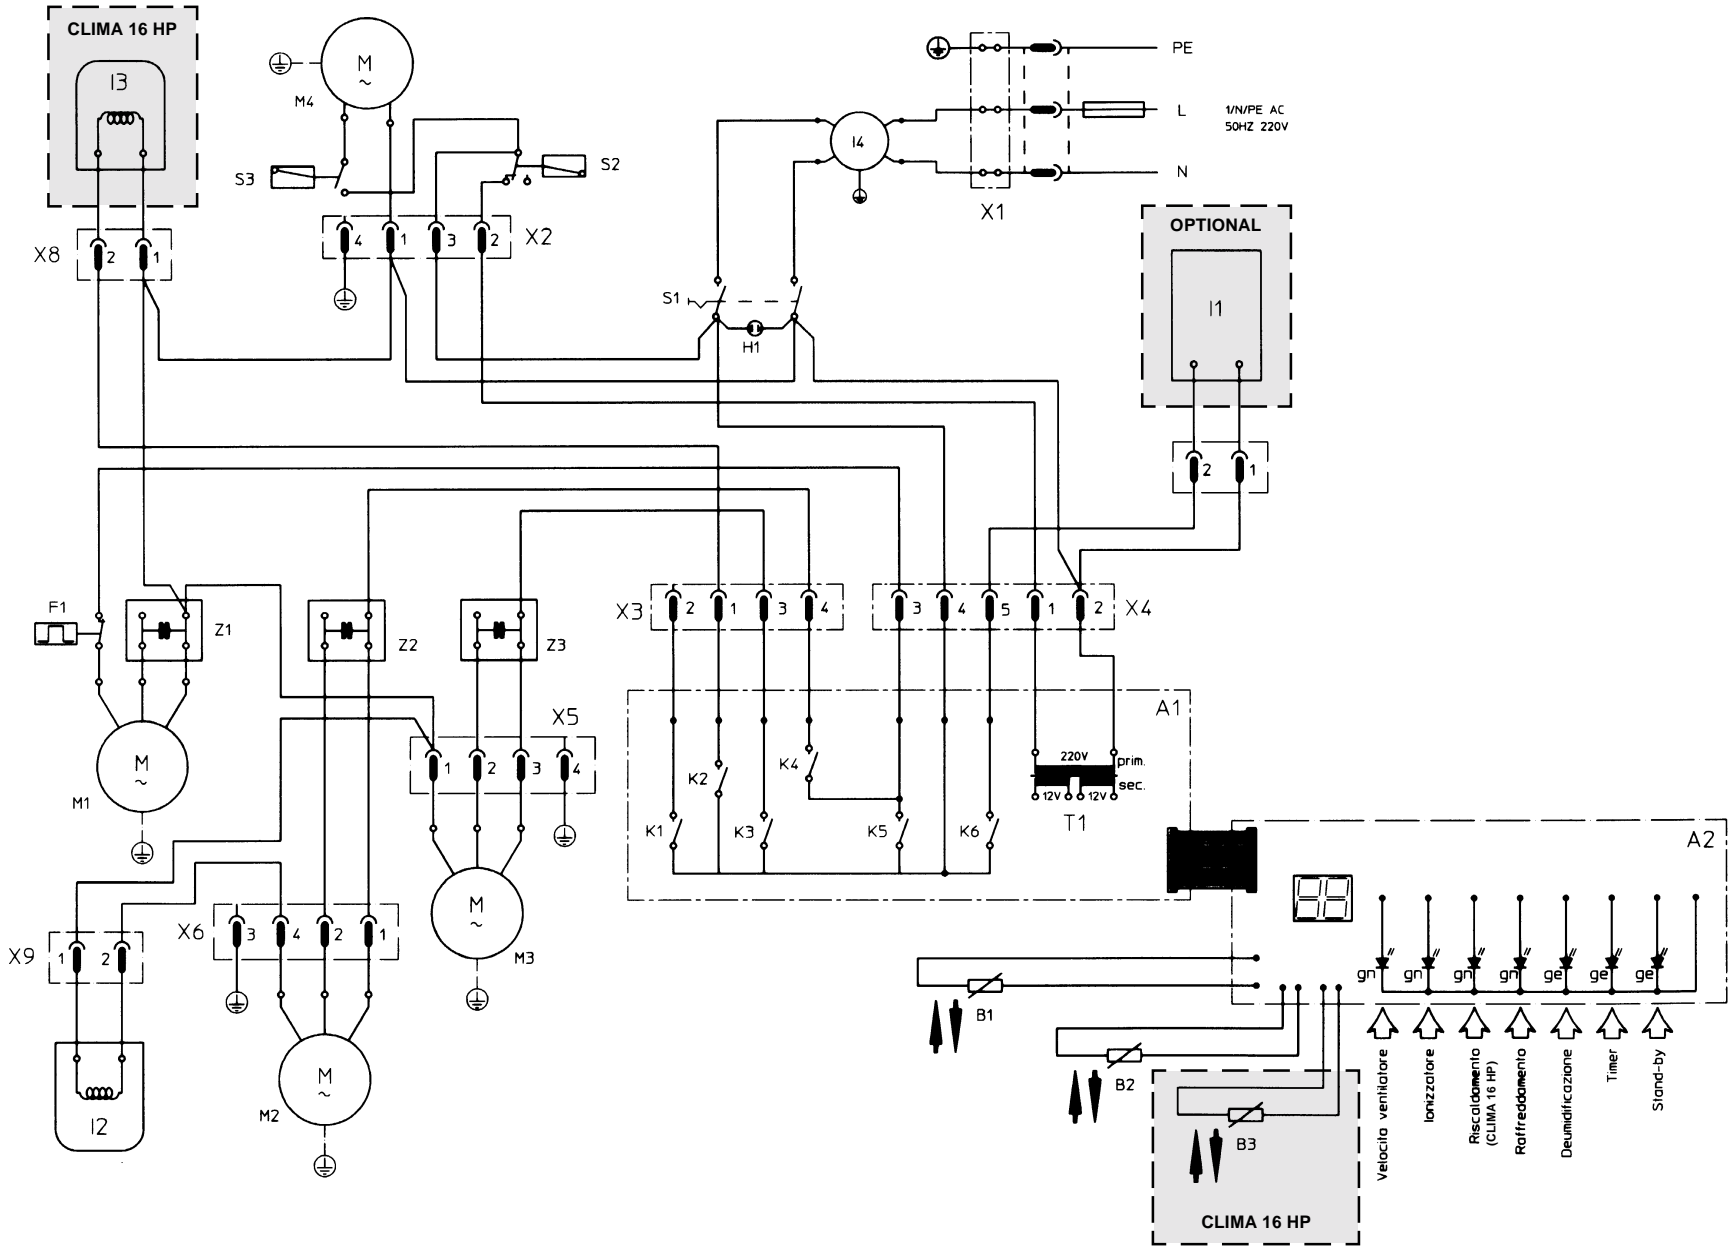 CLIMA 16 HP
I3
M
~
M4
S3
S2
X8
2
1
4
1
3
2
X2
PE
L
1/N/PE AC
50HZ 220V
N
X1
I4
S1
H1
OPTIONAL
I1
2
1
F1
Z1
Z2
Z3
X3
2
1
3
4
3
4
5
1
2
X4
M
~
M1
X5
1
2
3
4
A1
K2
K4
K1
K3
K5
K6
220V
prim.
sec.
12V
12V
T1
A2
M
~
M3
X6
3
4
2
1
X9
1
2
I2
M
~
M2
B1
B2
B3
CLIMA 16 HP
gn
gn
gn
gn
ge
ge
ge
Velocita ventilatore
Ionizzatore
Riscaldamento
(CLIMA 16 HP)
Raffreddamento
Deumidificazione
Timer
Stand-by